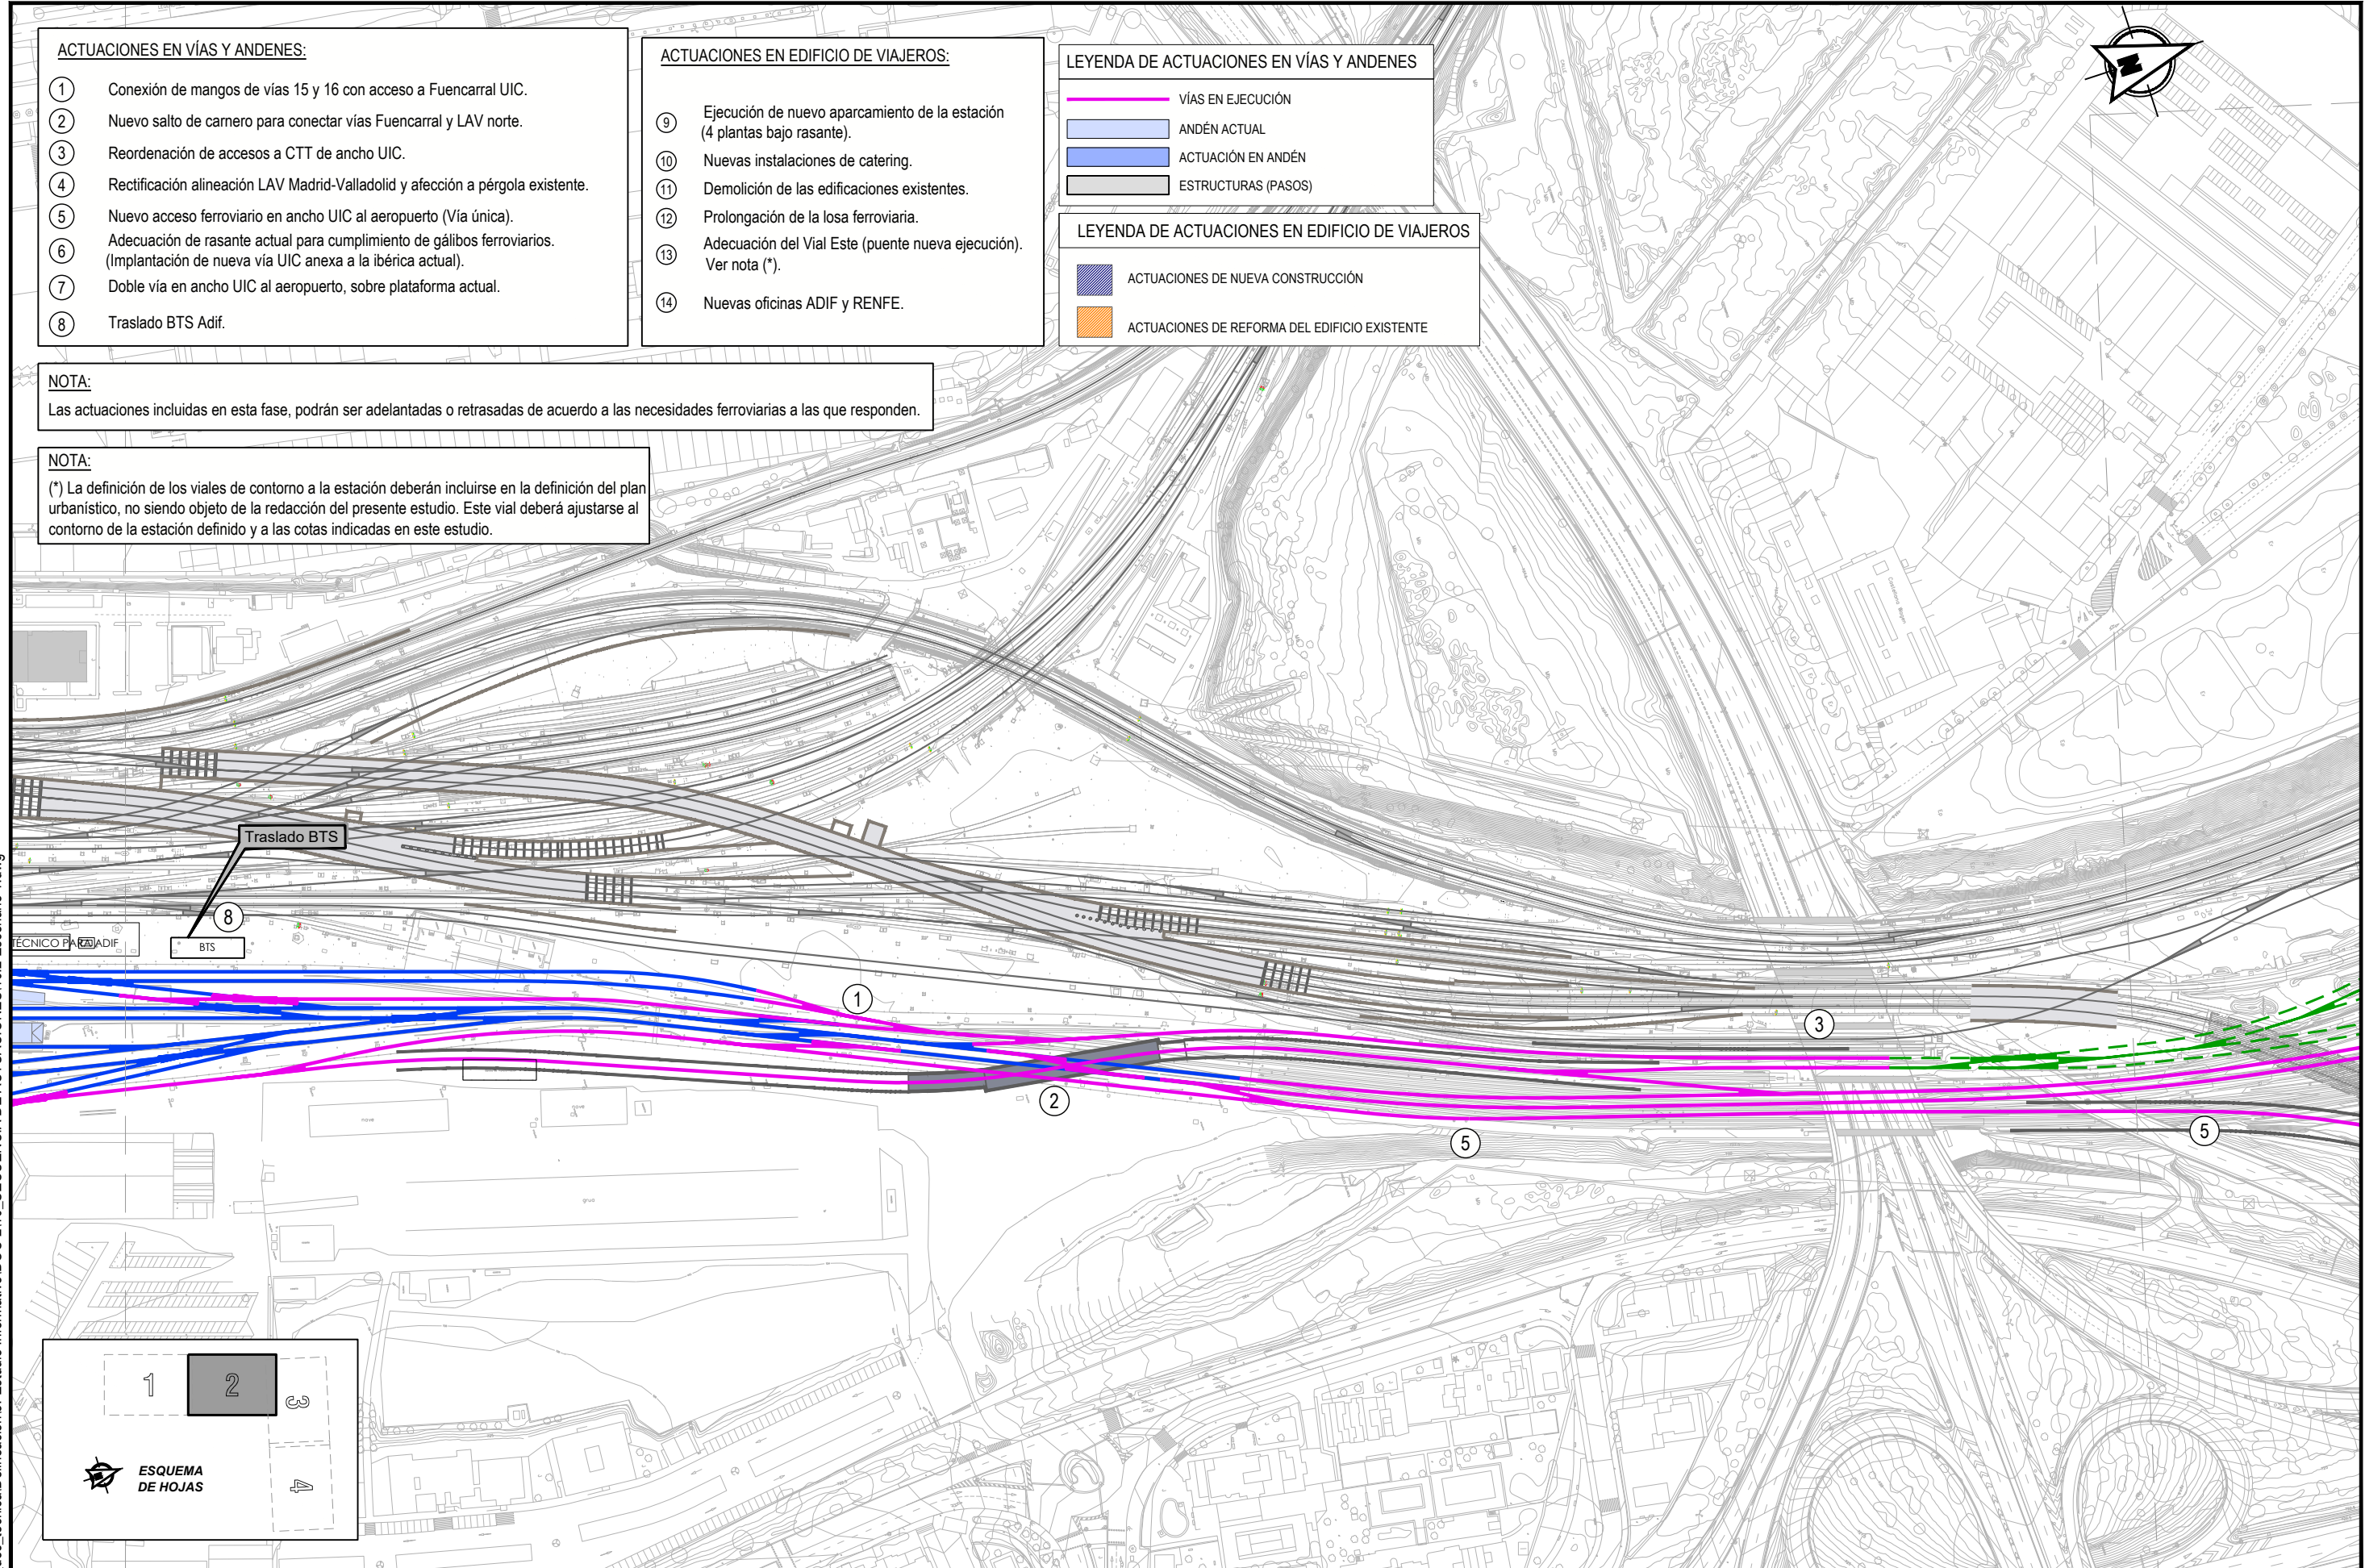 ACTUACIONES EN VÍAS Y ANDENES:
1 Conexión de mangos de vías 15 y 16 con acceso a Fuencarral UIC.
2 Nuevo salto de carnero para conectar vías Fuencarral y LAV norte.
3 Reordenación de accesos a CTT de ancho UIC.
4 Rectificación alineación LAV Madrid-Valladolid y afección a pérgola existente.
5 Nuevo acceso ferroviario en ancho UIC al aeropuerto (Vía única).
6 Adecuación de rasante actual para cumplimiento de gálibos ferroviarios.
(Implantación de nueva vía UIC anexa a la ibérica actual).
7 Doble vía en ancho UIC al aeropuerto, sobre plataforma actual.
8 Traslado BTS Adif.
ACTUACIONES EN EDIFICIO DE VIAJEROS:
9 Ejecución de nuevo aparcamiento de la estación
(4 plantas bajo rasante).
10 Nuevas instalaciones de catering.
11 Demolición de las edificaciones existentes.
12 Prolongación de la losa ferroviaria.
13 Adecuación del Vial Este (puente nueva ejecución).
Ver nota (*).
14 Nuevas oficinas ADIF y RENFE.
LEYENDA DE ACTUACIONES EN VÍAS Y ANDENES
VÍAS EN EJECUCIÓN
ANDÉN ACTUAL
ACTUACIÓN EN ANDÉN
ESTRUCTURAS (PASOS)
LEYENDA DE ACTUACIONES EN EDIFICIO DE VIAJEROS
ACTUACIONES DE NUEVA CONSTRUCCIÓN
ACTUACIONES DE REFORMA DEL EDIFICIO EXISTENTE
N
NOTA:
Las actuaciones incluidas en esta fase, podrán ser adelantadas o retrasadas de acuerdo a las necesidades ferroviarias a las que responden.
NOTA:
(*) La definición de los viales de contorno a la estación deberán incluirse en la definición del plan
urbanístico, no siendo objeto de la redacción del presente estudio. Este vial deberá ajustarse al
contorno de la estación definido y a las cotas indicadas en este estudio.
Traslado BTS
8
TÉCNICO PARA ADIF
BTS
1
2
3
5
5
nave
nave
grua
1
2
3
4
ESQUEMA
DE HOJAS